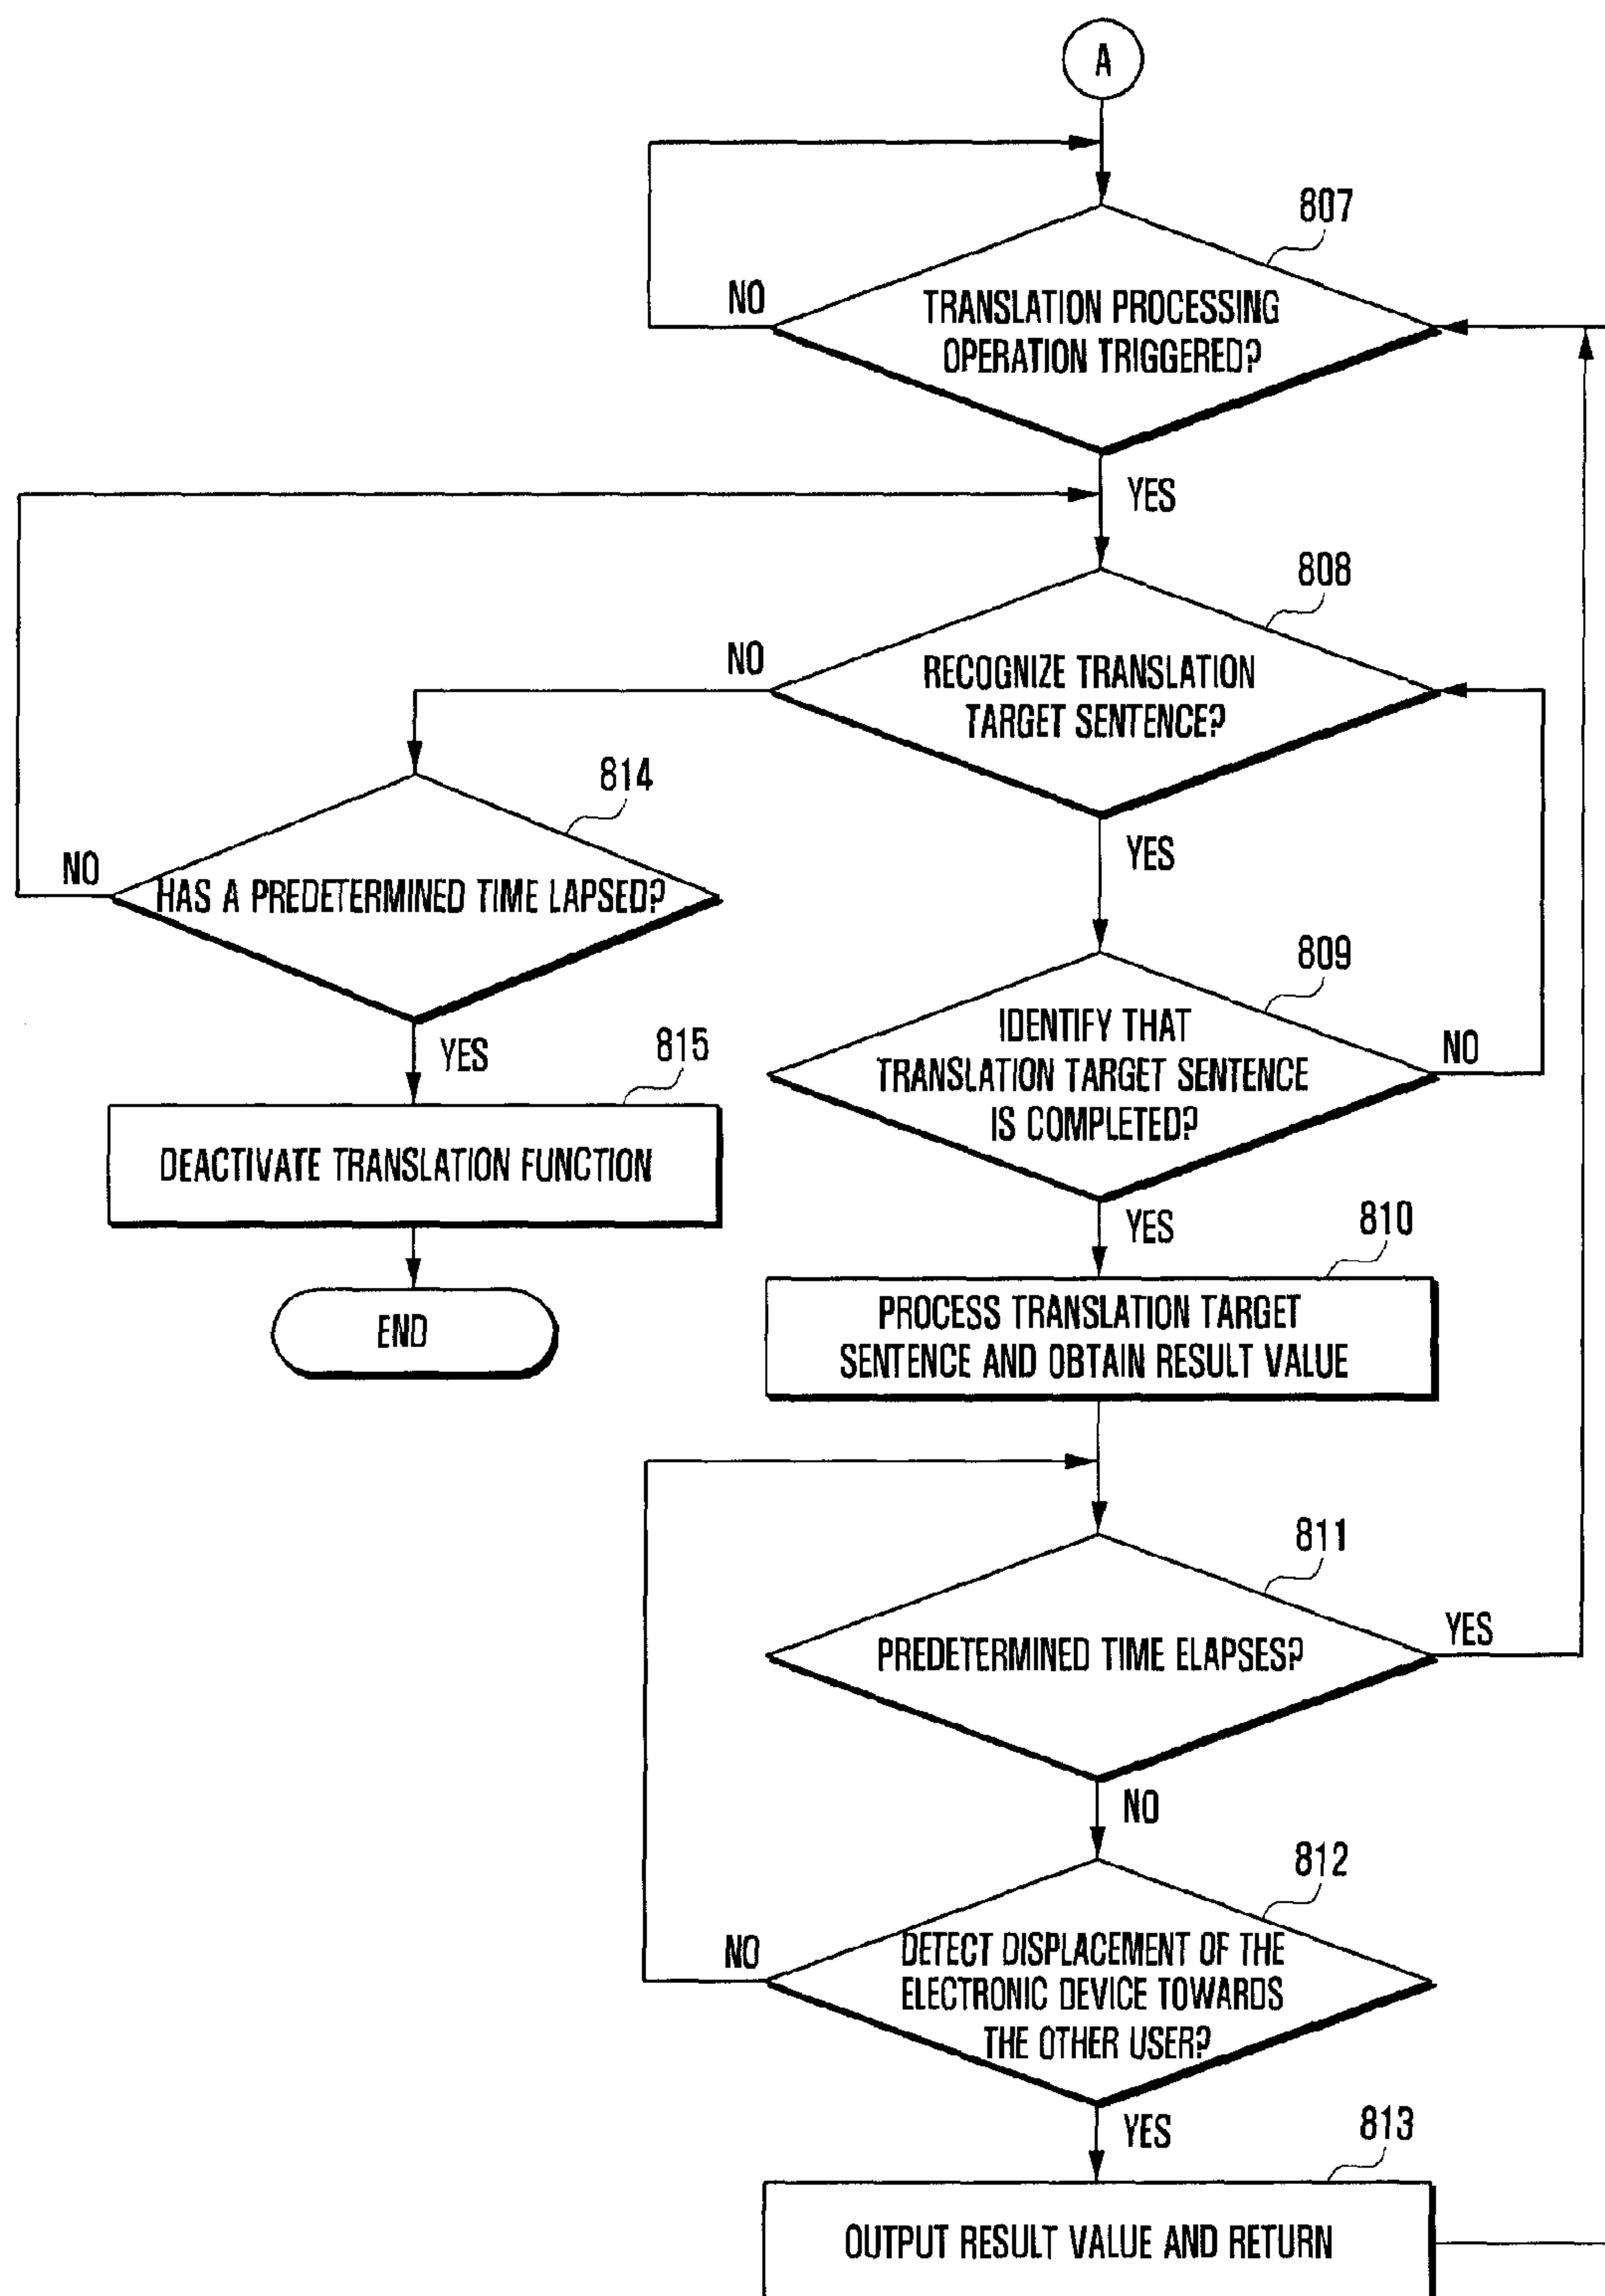 A
807
NO
TRANSLATION PROCESSING
OPERATION TRIGGERED?
YES
808
NO
RECOGNIZE TRANSLATION
TARGET SENTENCE?
814
YES
NO
HAS A PREDETERMINED TIME LAPSED?
809
IDENTIFY THAT
TRANSLATION TARGET SENTENCE
IS COMPLETED?
NO
YES
815
DEACTIVATE TRANSLATION FUNCTION
YES
810
END
PROCESS TRANSLATION TARGET
SENTENCE AND OBTAIN RESULT VALUE
811
YES
PREDETERMINED TIME ELAPSES?
NO
812
NO
DETECT DISPLACEMENT OF THE
ELECTRONIC DEVICE TOWARDS
THE OTHER USER?
YES
813
OUTPUT RESULT VALUE AND RETURN